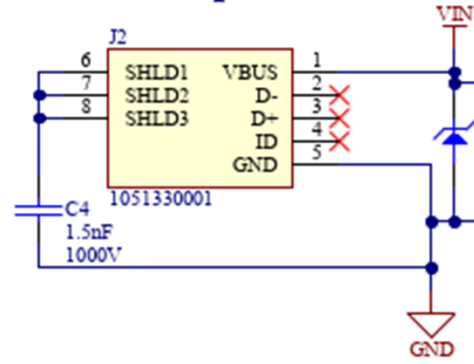 VIN
J2
6 SHLD1 VBUS 1
7 SHLD2 D- 2
8 SHLD3 D+ 3
ID 4
GND 5
1051330001
C4
1.5nF
1000V
GND